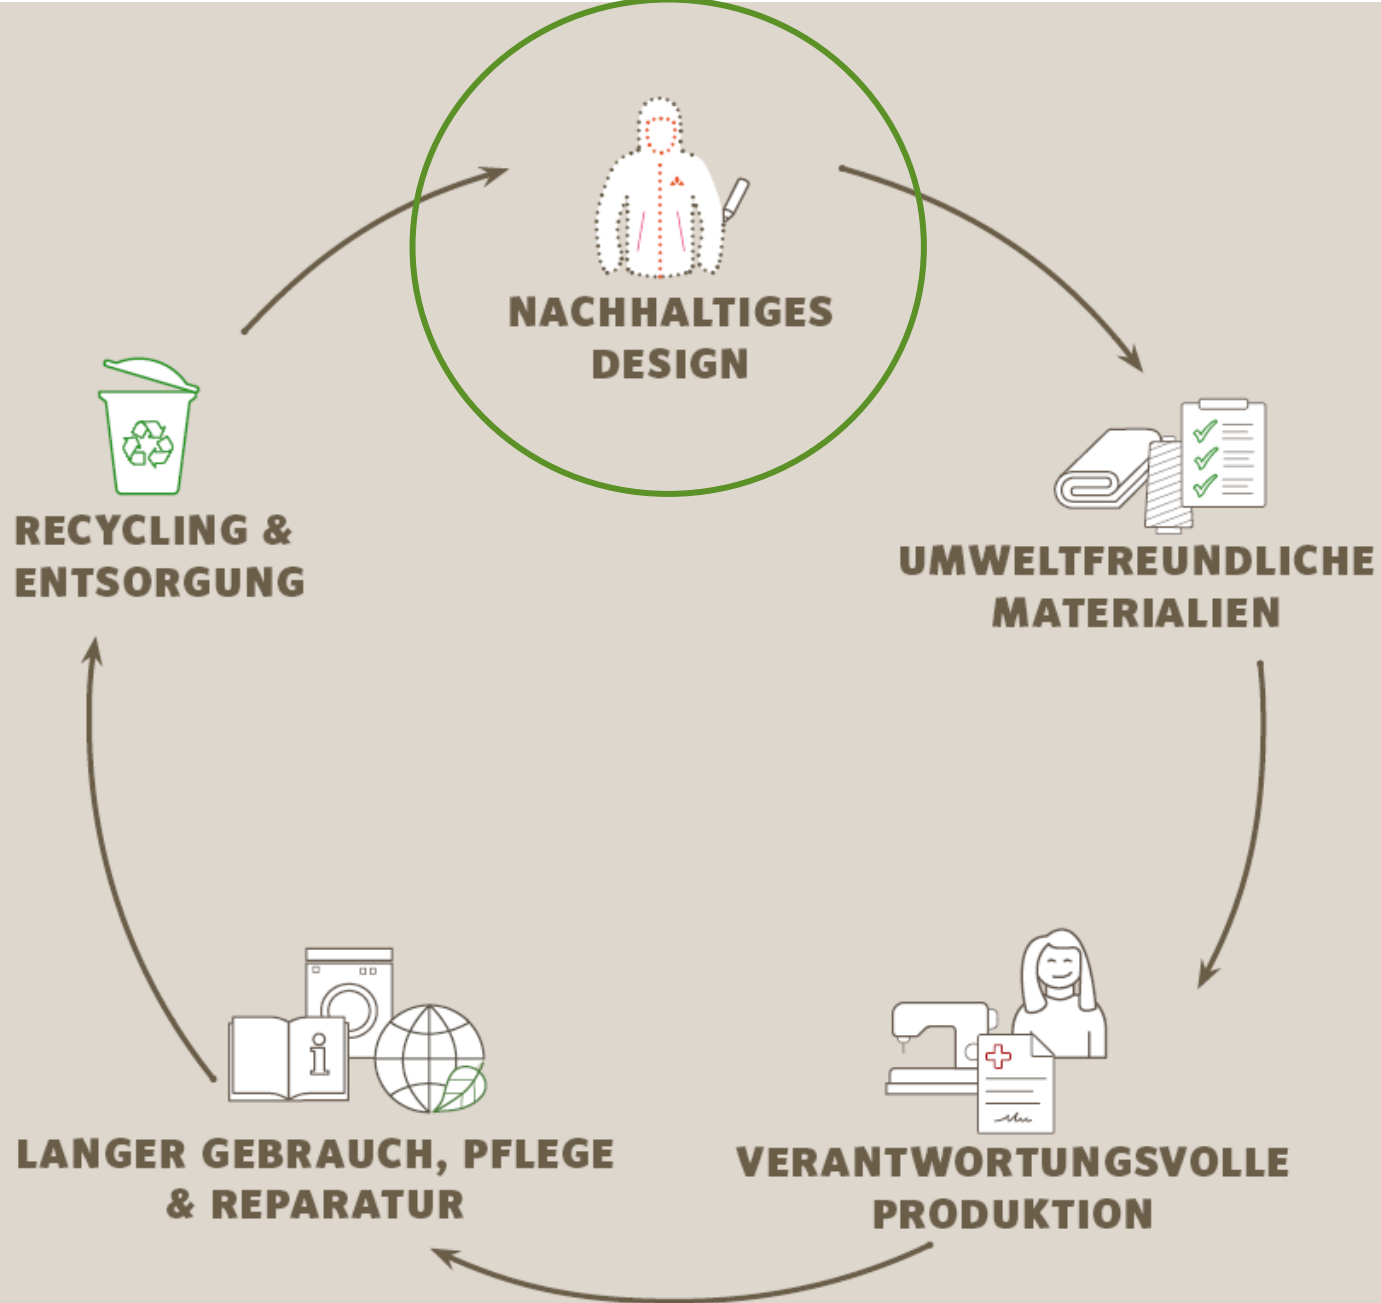 NACHHALTIGES
DESIGN
UMWELTFREUNDLICHE
MATERIALIEN
VERANTWORTUNGSVOLLE
PRODUKTION
LANGER GEBRAUCH, PFLEGE
& REPARATUR
RECYCLING &
ENTSORGUNG
i